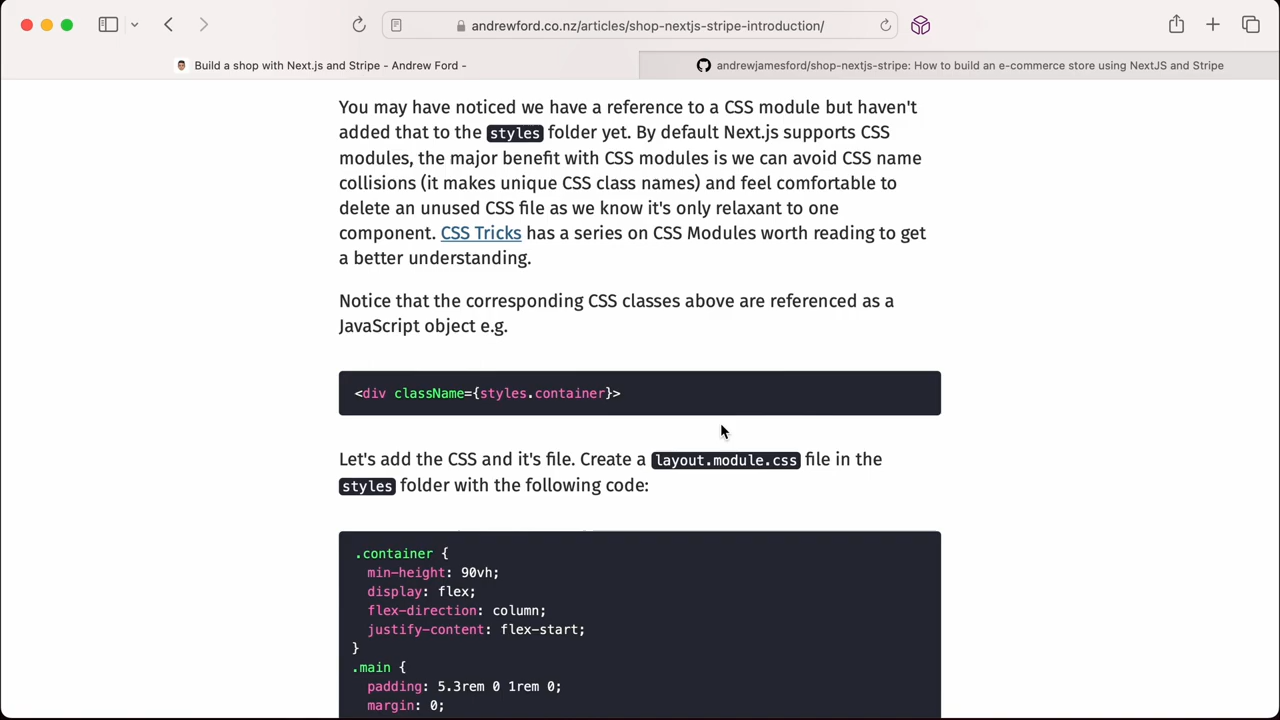 andrewford.co.nz/articles/shop-nextjs-stripe-introduction/
Build a shop with Next.js and Stripe - Andrew Ford -
andrewjamesford/shop-nextjs-stripe: How to build an e-commerce store using NextJS and Stripe
You may have noticed we have a reference to a CSS module but haven't
added that to the styles folder yet. By default Next.js supports CSS
modules, the major benefit with CSS modules is we can avoid CSS name
collisions (it makes unique CSS class names) and feel comfortable to
delete an unused CSS file as we know it's only relaxant to one
component. CSS Tricks has a series on CSS Modules worth reading to get
a better understanding.
Notice that the corresponding CSS classes above are referenced as a
JavaScript object e.g.
<div className={styles.container}>
Let's add the CSS and it's file. Create a layout.module.css file in the
styles folder with the following code:
.container {
min-height: 90vh;
display: flex;
flex-direction: column;
justify-content: flex-start;
}
.main {
padding: 5.3rem 0 1rem 0;
margin: 0;